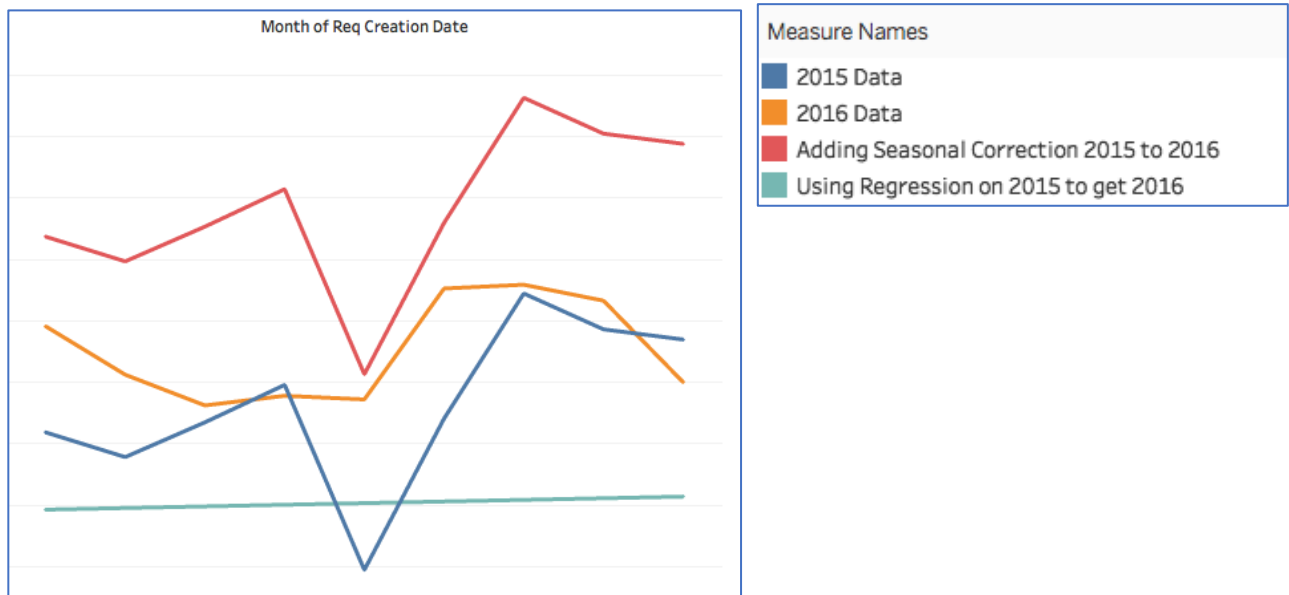 Month of Req Creation Date
Measure Names
2015 Data
2016 Data
Adding Seasonal Correction 2015 to 2016
Using Regression on 2015 to get 2016